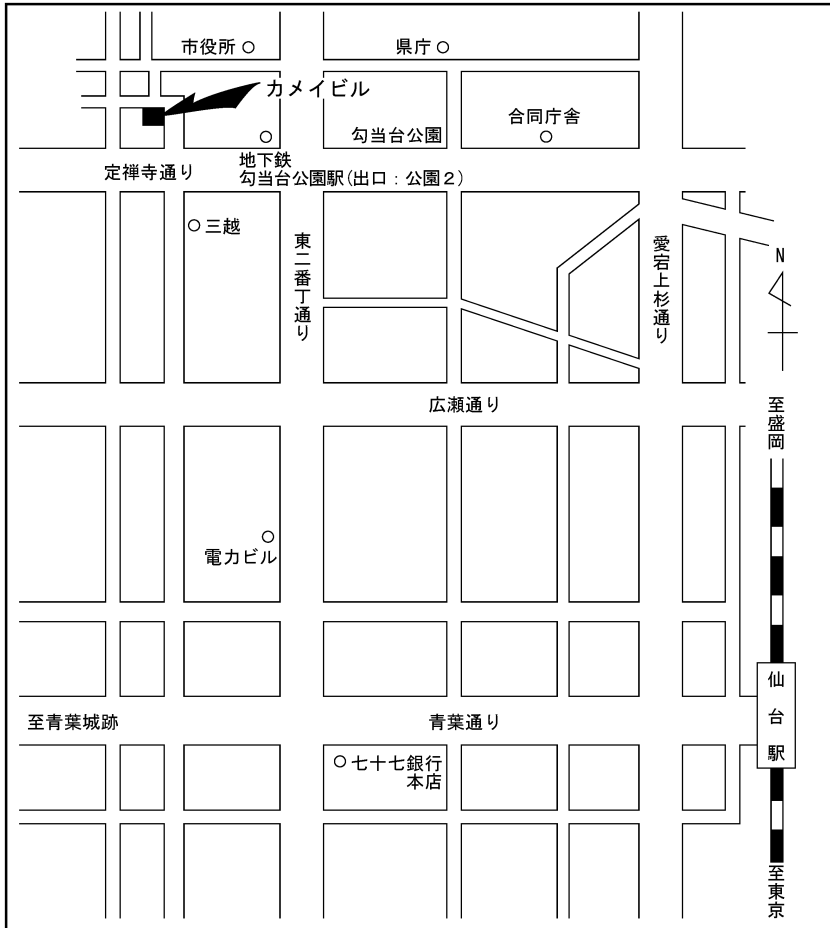 市役所
県庁
カメイビル
勾当台公園
合同庁舎
定禅寺通り
地下鉄
勾当台公園駅(出口：公園2)
三越
東二番丁通り
愛宕上杉通り
N
広瀬通り
至盛岡
電力ビル
仙台駅
至青葉城跡
青葉通り
七十七銀行
本店
至東京